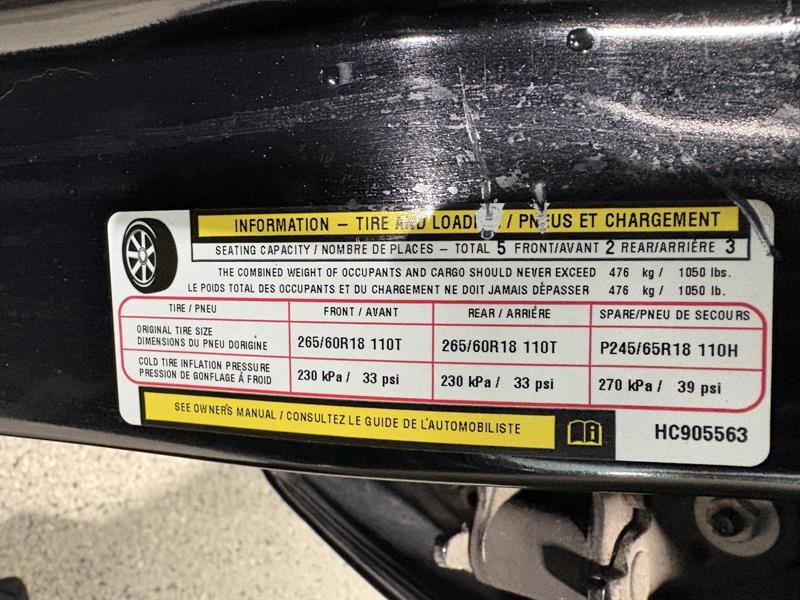 INFORMATION – TIRE AND LOADING / PNEUS ET CHARGEMENT
SEATING CAPACITY / NOMBRE DE PLACES – TOTAL 5 FRONT/AVANT 2 REAR/ARRIÉRE 3
THE COMBINED WEIGHT OF OCCUPANTS AND CARGO SHOULD NEVER EXCEED 476 kg / 1050 lbs.
LE POIDS TOTAL DES OCCUPANTS ET DU CHARGEMENT NE DOIT JAMAIS DÉPASSER 476 kg / 1050 lb.
TIRE / PNEU FRONT / AVANT REAR / ARRIÉRE SPARE/PNEU DE SECOURS
ORIGINAL TIRE SIZE
DIMENSIONS DU PNEU DORIGINE 265/60R18 110T 265/60R18 110T P245/65R18 110H
COLD TIRE INFLATION PRESSURE
PRESSION DE GONFLAGE Á FROID 230 kPa / 33 psi 230 kPa / 33 psi 270 kPa / 39 psi
SEE OWNER'S MANUAL / CONSULTEZ LE GUIDE DE L'AUTOMOBILISTE
HC905563